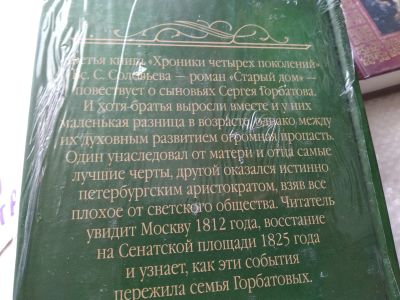 третья книга «Хроники четырех поколений»
Вс. С. Соловьева — роман «Старый дом» —
повествует о сыновьях Сергея Горбатова.
И хотя братья выросли вместе и у них
маленькая разница в возрасте, однако между
их духовным развитием огромная пропасть.
Один унаследовал от матери и отца самые
лучшие черты, другой оказался истинно
петербургским аристократом, взяв все
плохое от светского общества. Читатель
увидит Москву 1812 года, восстание
на Сенатской площади 1825 года
и узнает, как эти события
пережила семья Горбатовых.